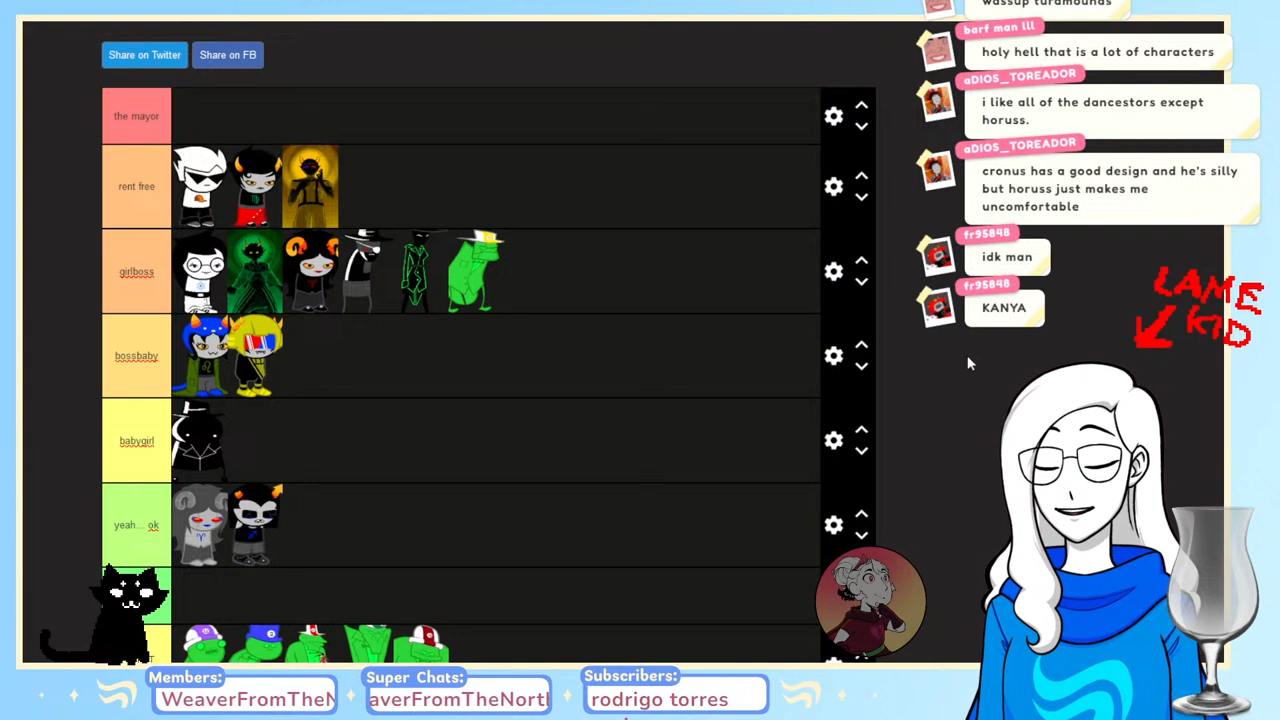 Share on Twitter
Share on FB
the mayor
rent free
girlboss
bossbaby
babygirl
yeah... ok
wassup turamounds
barf man lll
holy hell that is a lot of characters
aDIOS_TOREADOR
i like all of the dancestors except
horuss.
aDIOS_TOREADOR
cronus has a good design and he's silly
but horuss just makes me
uncomfortable
fr95848
idk man
fr95848
KANYA
LAME
KID
Members:
WeaverFromTheN
Super Chats:
averFromTheNorth
Subscribers:
rodrigo torres